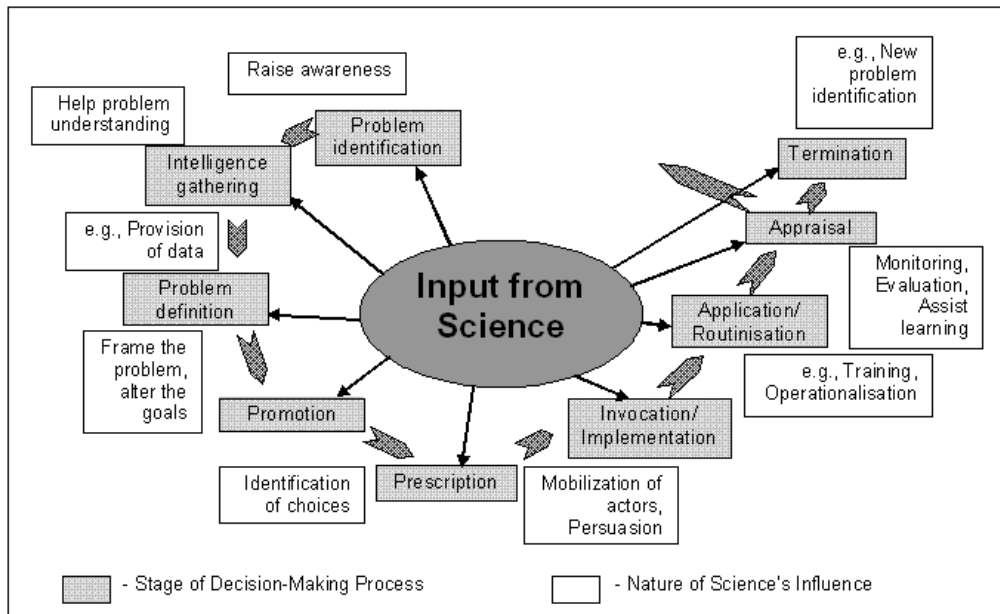 Raise awareness
e.g., New
problem
identification
Help problem
understanding
Problem
identification
Termination
Intelligence
gathering
e.g., Provision
of data
Appraisal
Input from
Science
Monitoring,
Evaluation,
Assist
learning
Problem
definition
Application/
Routinisation
Frame the
problem,
alter the
goals
e.g., Training,
Operationalisation
Promotion
Invocation/
Implementation
Identification
of choices
Prescription
Mobilization of
actors,
Persuasion
- Stage of Decision-Making Process
- Nature of Science's Influence